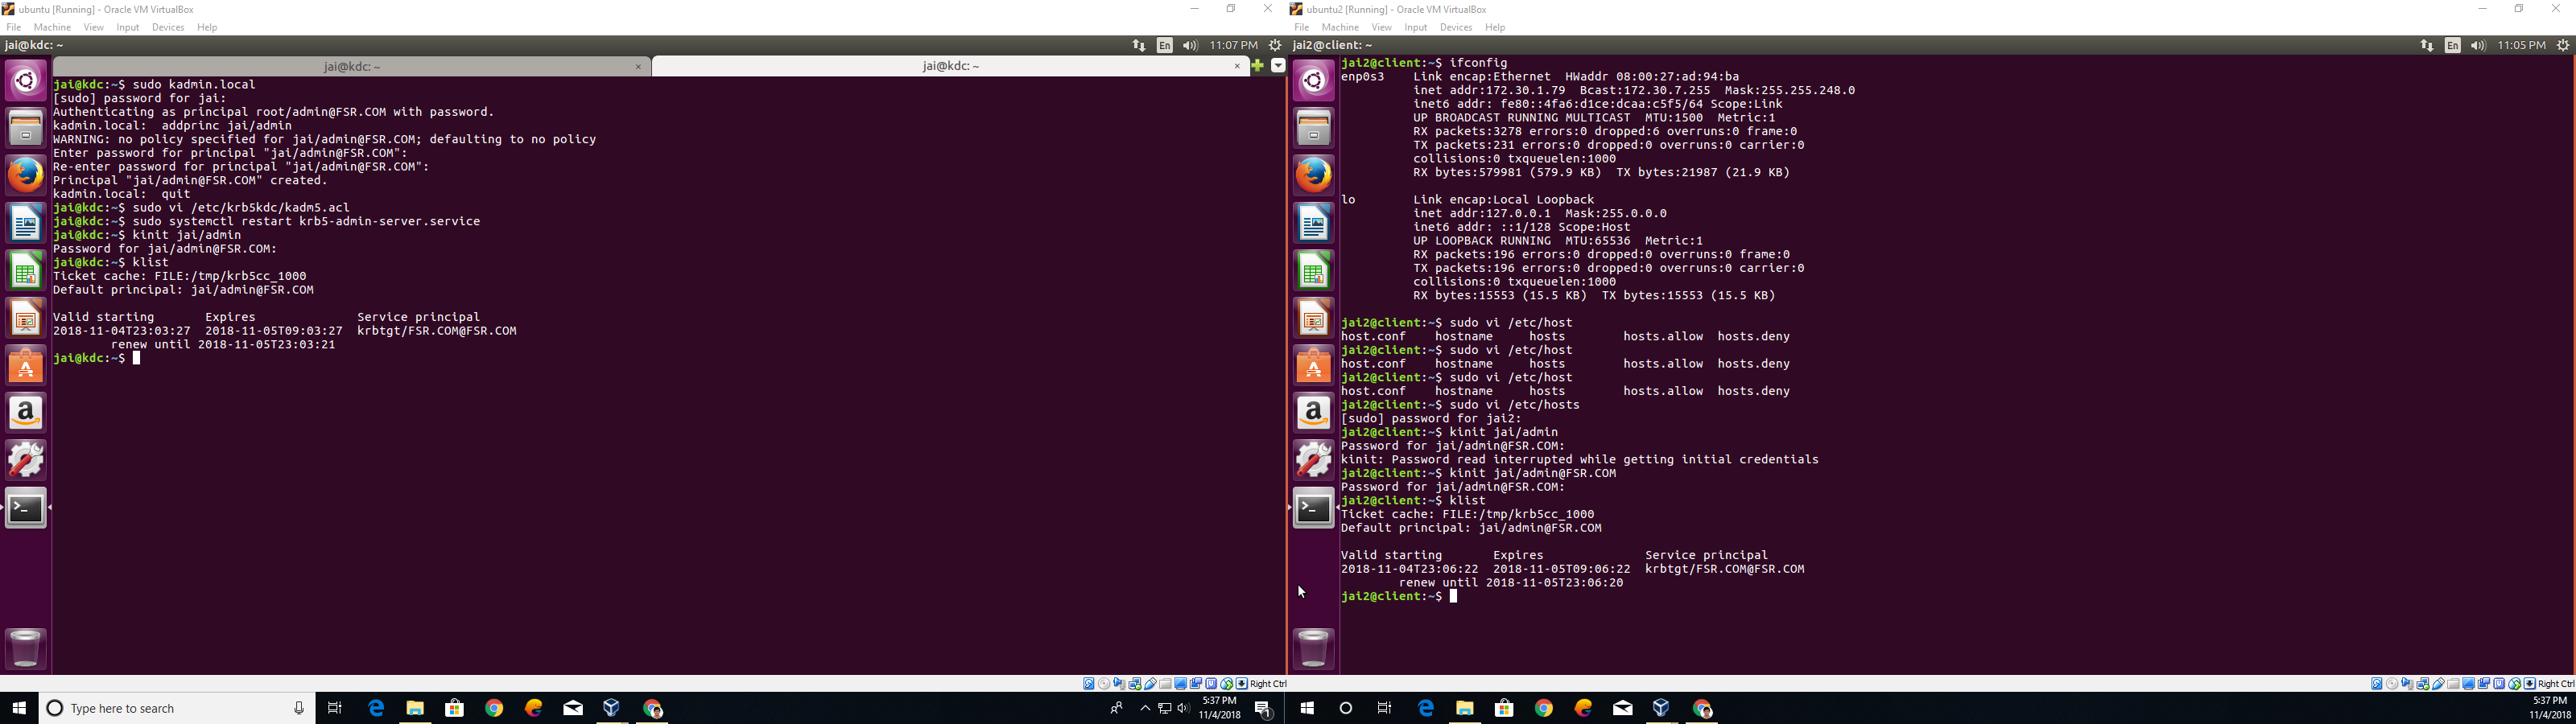 ubuntu [Running] - Oracle VM VirtualBox
File Machine View Input Devices Help
jai@kdc: ~
En 11:07 PM
jai@kdc: ~
jai@kdc: ~
jai@kdc:~$ sudo kadmin.local
[sudo] password for jai:
Authenticating as principal root/admin@FSR.COM with password.
kadmin.local:  addprinc jai/admin
WARNING: no policy specified for jai/admin@FSR.COM; defaulting to no policy
Enter password for principal "jai/admin@FSR.COM":
Re-enter password for principal "jai/admin@FSR.COM":
Principal "jai/admin@FSR.COM" created.
kadmin.local:  quit
jai@kdc:~$ sudo vi /etc/krb5kdc/kadm5.acl
jai@kdc:~$ sudo systemctl restart krb5-admin-server.service
jai@kdc:~$ kinit jai/admin
Password for jai/admin@FSR.COM:
jai@kdc:~$ klist
Ticket cache: FILE:/tmp/krb5cc_1000
Default principal: jai/admin@FSR.COM
Valid starting       Expires              Service principal
2018-11-04T23:03:27  2018-11-05T09:03:27  krbtgt/FSR.COM@FSR.COM
renew until 2018-11-05T23:03:21
jai@kdc:~$
Right Ctrl
Type here to search
5:37 PM
11/4/2018
1
ubuntu2 [Running] - Oracle VM VirtualBox
File Machine View Input Devices Help
jai2@client: ~
En 11:05 PM
jai2@client:~$ ifconfig
enp0s3    Link encap:Ethernet  HWaddr 08:00:27:ad:94:ba
inet addr:172.30.1.79  Bcast:172.30.7.255  Mask:255.255.248.0
inet6 addr: fe80::4fa6:d1ce:dcaa:c5f5/64 Scope:Link
UP BROADCAST RUNNING MULTICAST  MTU:1500  Metric:1
RX packets:3278 errors:0 dropped:6 overruns:0 frame:0
TX packets:231 errors:0 dropped:0 overruns:0 carrier:0
collisions:0 txqueuelen:1000
RX bytes:579981 (579.9 KB)  TX bytes:21987 (21.9 KB)
lo        Link encap:Local Loopback
inet addr:127.0.0.1  Mask:255.0.0.0
inet6 addr: ::1/128 Scope:Host
UP LOOPBACK RUNNING  MTU:65536  Metric:1
RX packets:196 errors:0 dropped:0 overruns:0 frame:0
TX packets:196 errors:0 dropped:0 overruns:0 carrier:0
collisions:0 txqueuelen:1000
RX bytes:15553 (15.5 KB)  TX bytes:15553 (15.5 KB)
jai2@client:~$ sudo vi /etc/host
host.conf    hostname     hosts        hosts.allow  hosts.deny
jai2@client:~$ sudo vi /etc/host
host.conf    hostname     hosts        hosts.allow  hosts.deny
jai2@client:~$ sudo vi /etc/host
host.conf    hostname     hosts        hosts.allow  hosts.deny
jai2@client:~$ sudo vi /etc/hosts
[sudo] password for jai2:
jai2@client:~$ kinit jai/admin
Password for jai/admin@FSR.COM:
kinit: Password read interrupted while getting initial credentials
jai2@client:~$ kinit jai/admin@FSR.COM
Password for jai/admin@FSR.COM:
jai2@client:~$ klist
Ticket cache: FILE:/tmp/krb5cc_1000
Default principal: jai/admin@FSR.COM
Valid starting       Expires              Service principal
2018-11-04T23:06:22  2018-11-05T09:06:22  krbtgt/FSR.COM@FSR.COM
renew until 2018-11-05T23:06:20
jai2@client:~$
Right Ctrl
5:37 PM
11/4/2018